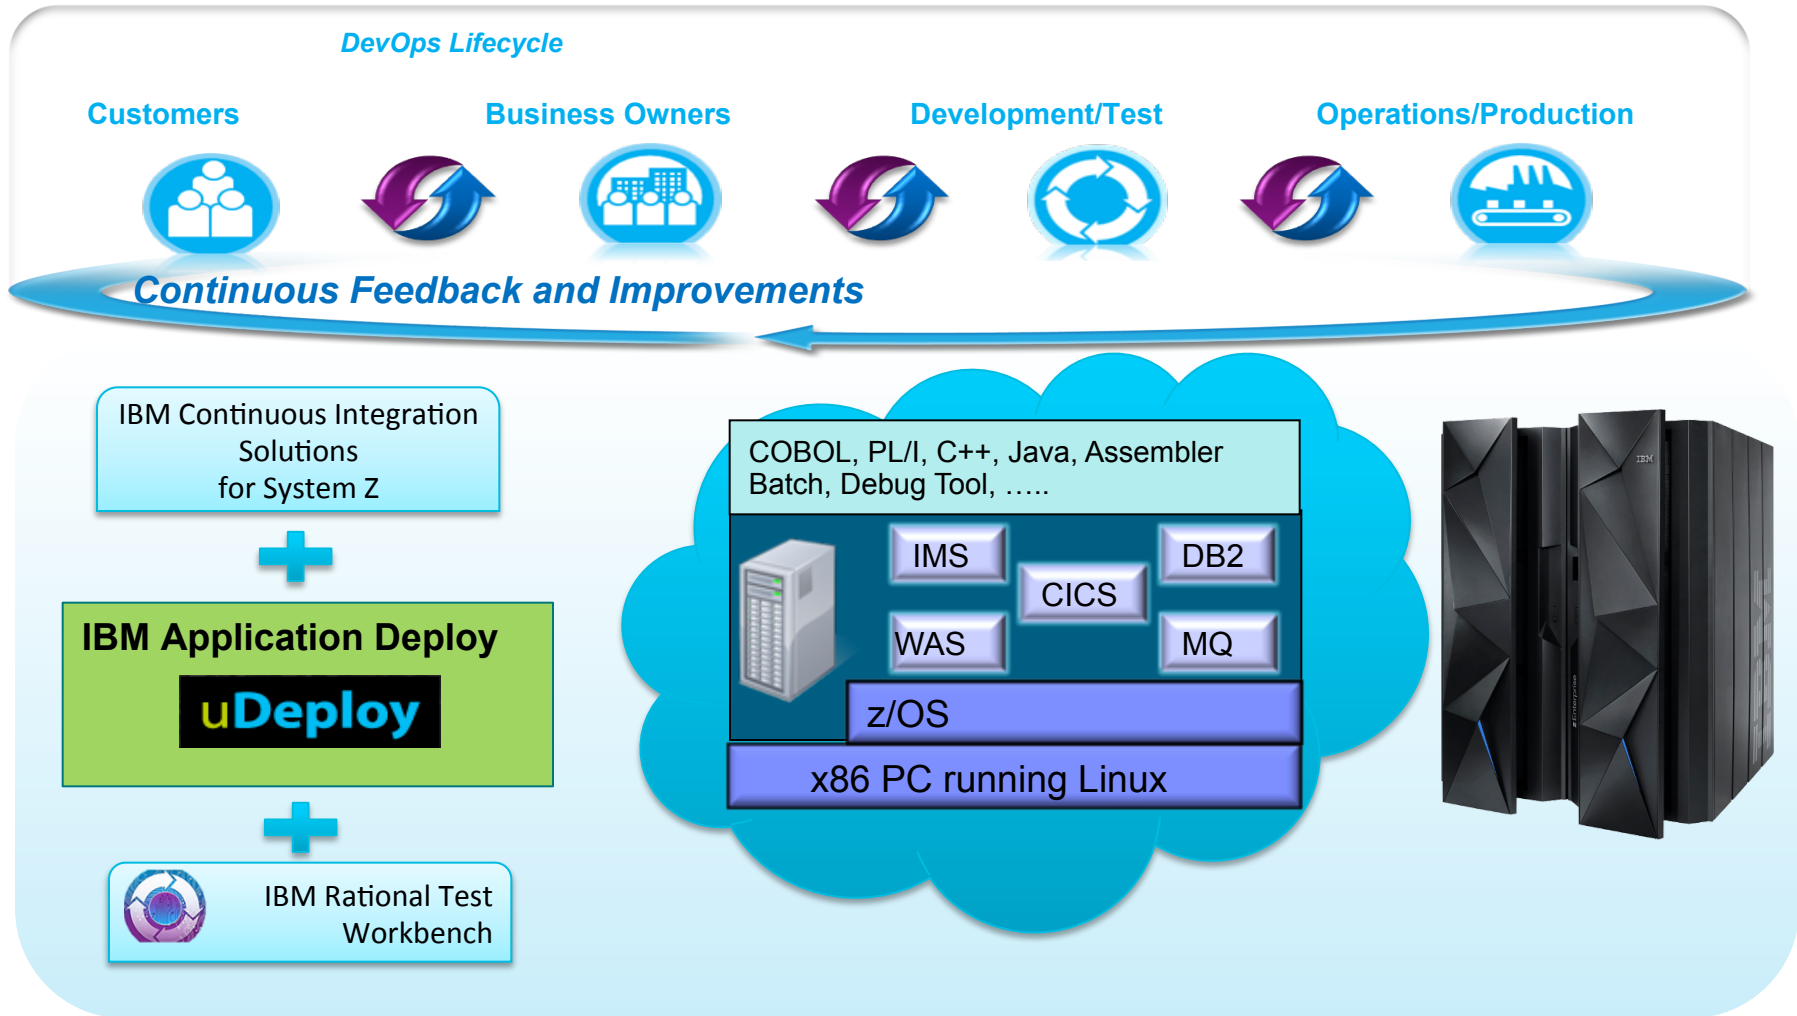 DevOps Lifecycle
Customers
Business Owners
Development/Test
Operations/Production
Continuous Feedback and Improvements
IBM Continuous Integration
Solutions
for System Z
IBM Application Deploy
uDeploy
IBM Rational Test
Workbench
COBOL, PL/I, C++, Java, Assembler
Batch, Debug Tool, .....
IMS
DB2
CICS
WAS
MQ
z/OS
x86 PC running Linux
IBM
zEnterprise